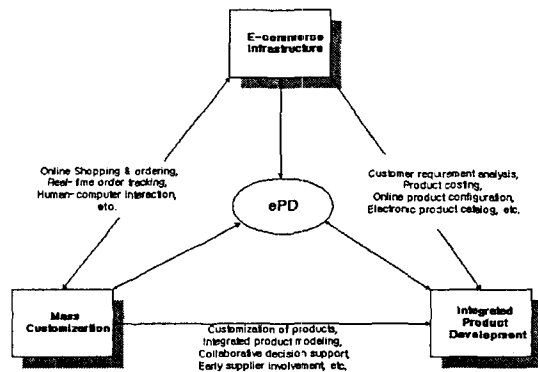 E-commerce
Infrastructure
Online Shopping & ordering,
Real-time order tracking,
Human-computer interaction,
etc.
Customer requirement analysis,
Product costing,
Online product configuration,
Electronic product catalog, etc.
ePD
Mass
Customization
Integrated
Product
Development
Customization of products,
Integrated product modeling,
Collaborative decision support,
Early supplier involvement, etc.